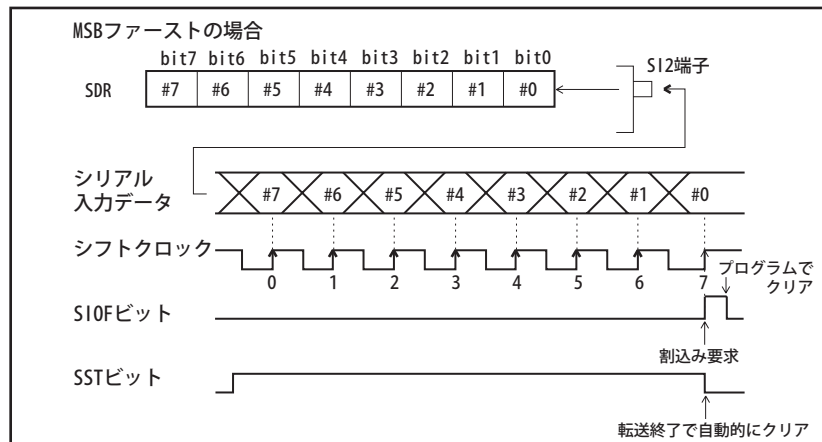 MSBファーストの場合
bit7 bit6 bit5 bit4 bit3 bit2 bit1 bit0
SI2端子
SDR #7 #6 #5 #4 #3 #2 #1 #0
シリアル
入力データ
#7 #6 #5 #4 #3 #2 #1 #0
シフトクロック
0 1 2 3 4 5 6 7
プログラムで
クリア
SIOFビット
割込み要求
SSTビット
転送終了で自動的にクリア